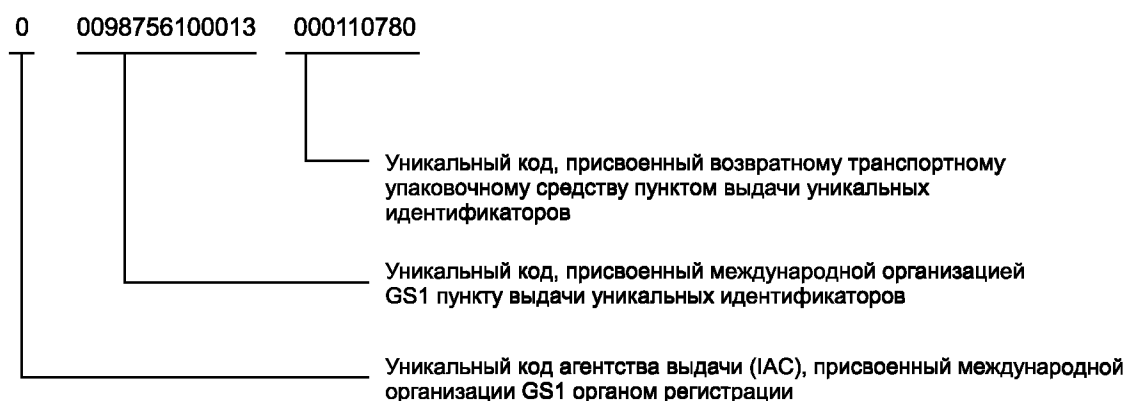 0 0098756100013 000110780
Уникальный код, присвоенный возвратному транспортному
упаковочному средству пунктом выдачи уникальных
идентификаторов
Уникальный код, присвоенный международной организацией
GS1 пункту выдачи уникальных идентификаторов
Уникальный код агентства выдачи (IAC), присвоенный международной
организации GS1 органом регистрации